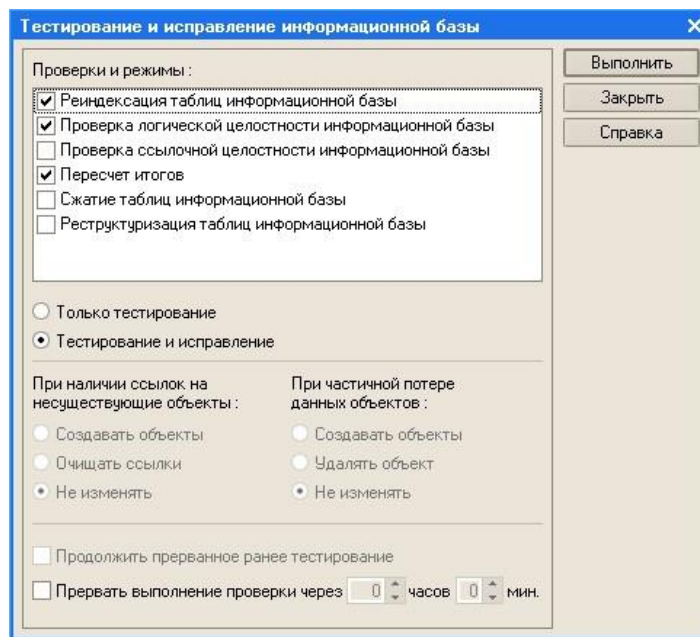 Тестирование и исправление информационной базы
Выполнить
Проверки и режимы :
Закрыть
Реиндексация таблиц информационной базы
Проверка логической целостности информационной базы
Справка
Проверка ссылочной целостности информационной базы
Пересчет итогов
Сжатие таблиц информационной базы
Реструктуризация таблиц информационной базы
Только тестирование
Тестирование и исправление
При наличии ссылок на
несуществующие объекты :
Создавать объекты
Очищать ссылки
Не изменять
При частичной потере
данных объектов :
Создавать объекты
Удалять объект
Не изменять
Продолжить прерванное ранее тестирование
Прервать выполнение проверки через 0 часов 0 мин.